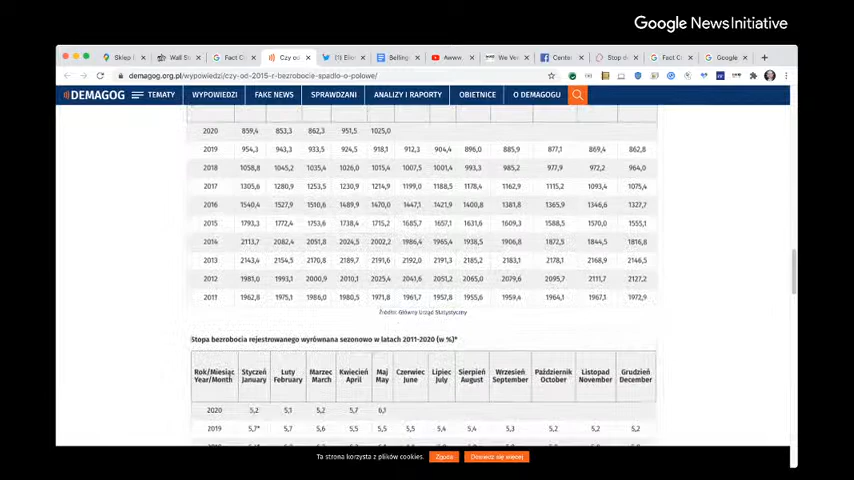 Google News Initiative
Sklep I
Wall St
Fact C
Czy od
(1) Elio
Belling
Awww.
We Ve
Center
Stop d
Fact C
Google
demagog.org.pl/wypowiedzi/czy-od-2015-r-bezrobocie-spadlo-o-polowe/
DEMAGOG TEMATY WYPOWIEDZI FAKE NEWS SPRAWDZANI ANALIZY I RAPORTY OBIETNICE O DEMAGOGU
2020 859,4 853,3 862,3 951,5 1025,0
2019 954,3 943,3 933,5 924,5 918,1 912,3 904,4 896,0 885,9 877,1 869,4 862,8
2018 1058,8 1045,2 1035,4 1026,0 1015,4 1007,5 1001,4 993,3 985,2 977,9 972,2 964,0
2017 1305,6 1280,9 1253,5 1230,9 1214,9 1199,0 1188,5 1178,4 1162,9 1115,2 1093,4 1075,4
2016 1540,4 1527,9 1510,6 1489,9 1470,0 1447,1 1421,9 1400,8 1381,8 1365,9 1346,6 1327,7
2015 1793,3 1772,4 1753,6 1738,4 1715,2 1685,7 1657,1 1631,6 1609,3 1588,5 1570,0 1555,1
2014 2113,7 2082,4 2051,8 2024,5 2002,2 1986,4 1965,4 1938,5 1906,8 1872,5 1844,5 1816,8
2013 2143,4 2154,5 2170,8 2189,7 2191,6 2192,0 2191,3 2185,2 2183,1 2178,1 2168,9 2146,5
2012 1981,0 1993,1 2000,9 2010,1 2025,4 2041,6 2051,2 2065,0 2079,6 2095,7 2111,7 2127,2
2011 1962,8 1975,1 1986,0 1980,5 1971,8 1961,7 1957,8 1955,6 1959,4 1964,1 1967,1 1972,9
Źródło: Główny Urząd Statystyczny
Stopa bezrobocia rejestrowanego wyrównana sezonowo w latach 2011-2020 (w %)*
Rok/Miesiąc Styczeń Luty Marzec Kwiecień Maj Czerwiec Lipiec Sierpień Wrzesień Październik Listopad Grudzień
Year/Month January February March April May June July August September October November December
2020 5,2 5,1 5,2 5,7 6,1
2019 5,7* 5,7 5,6 5,5 5,5 5,5 5,4 5,4 5,3 5,2 5,2 5,2
Ta strona korzysta z plików cookies. Zgoda Dowiedz się więcej